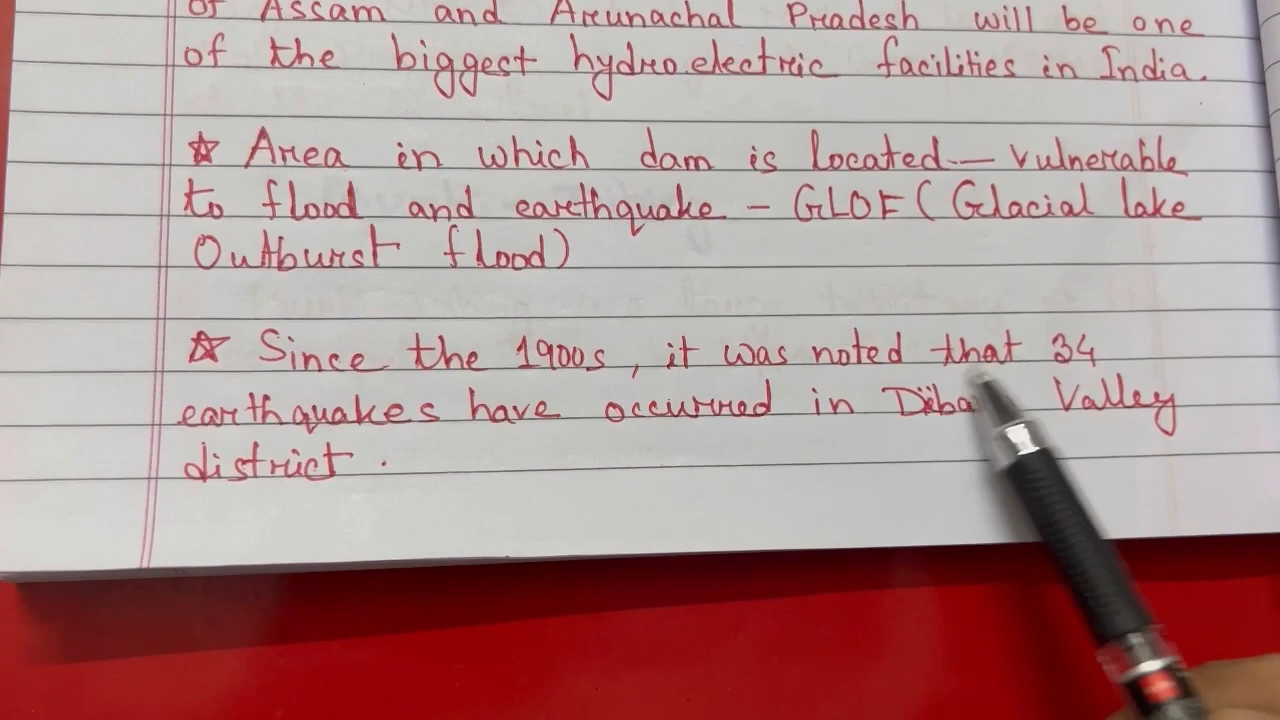 of Assam and Arunachal Pradesh will be one
of the biggest hydroelectric facilities in India.
☆ Area in which dam is located — vulnerable
to flood and earthquake - GLOF (Glacial lake
Outburst flood)
☆ Since the 1900s, it was noted that 34
earthquakes have occurred in Valley
district.